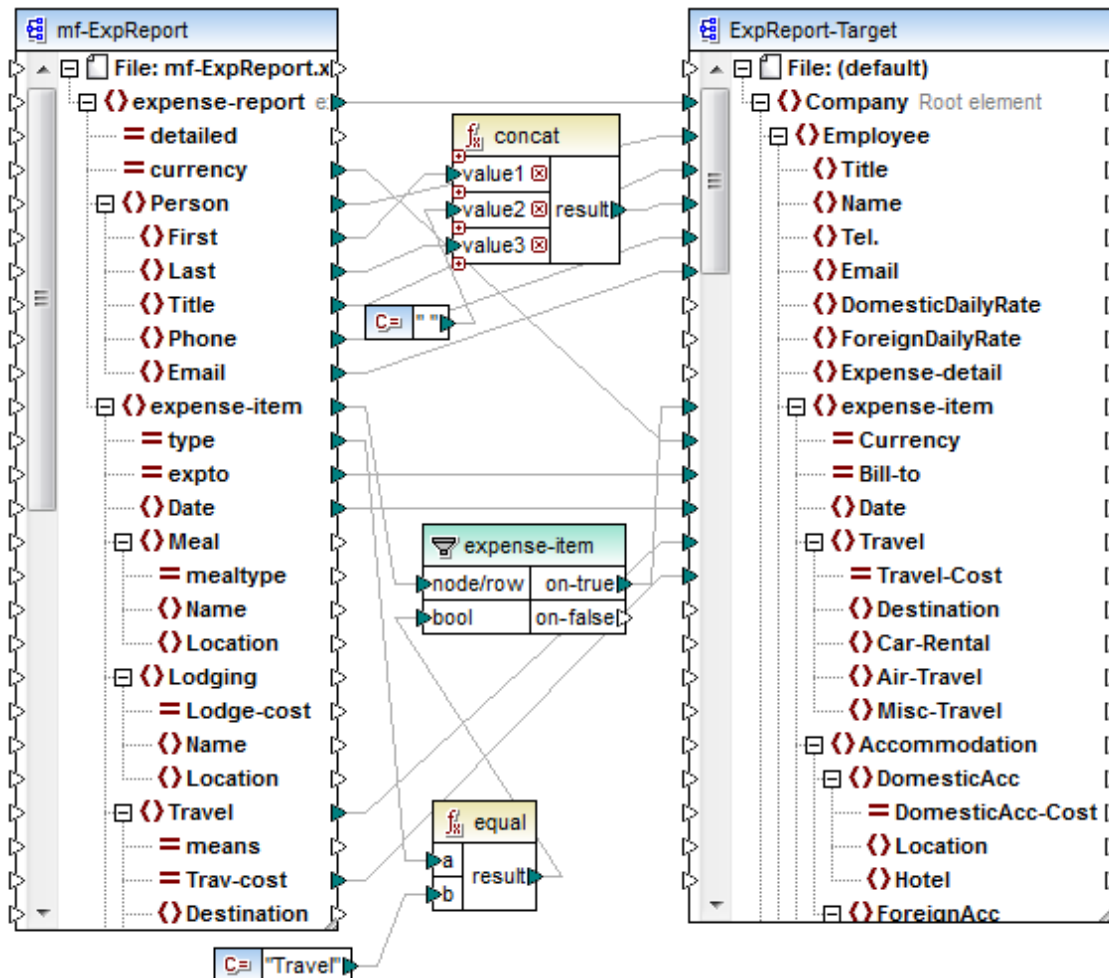 mf-ExpReport
File: mf-ExpReport.x
expense-report
detailed
currency
Person
First
Last
Title
Phone
Email
expense-item
type
expto
Date
Meal
mealtype
Name
Location
Lodging
Lodge-cost
Name
Location
Travel
means
Trav-cost
Destination
concat
value1
value2 result
value3
C= " "
expense-item
node/row on-true
bool on-false
equal
a
result
b
C= "Travel"
ExpReport-Target
File: (default)
Company Root element
Employee
Title
Name
Tel.
Email
DomesticDailyRate
ForeignDailyRate
Expense-detail
expense-item
Currency
Bill-to
Date
Travel
Travel-Cost
Destination
Car-Rental
Air-Travel
Misc-Travel
Accommodation
DomesticAcc
DomesticAcc-Cost
Location
Hotel
ForeignAcc